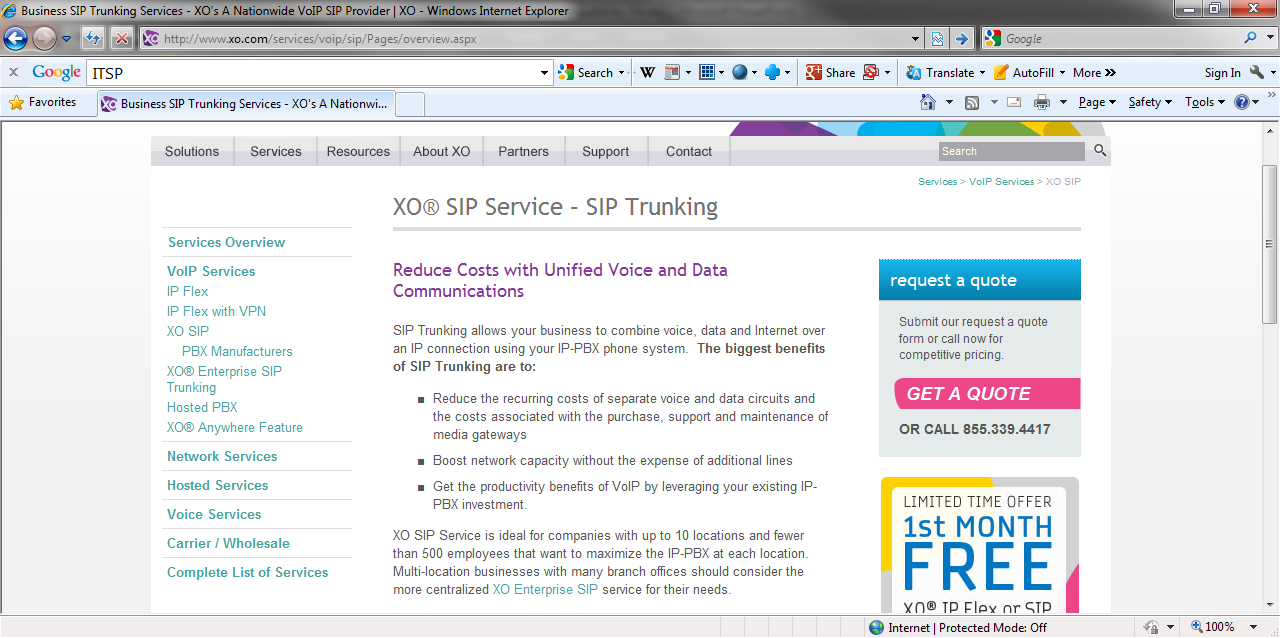 Business SIP Trunking Services - XO's A Nationwide VoIP SIP Provider | XO - Windows Internet Explorer
http://www.xo.com/services/voip/sip/Pages/overview.aspx
Google
Google
ITSP
Search
W
Share
Translate
AutoFill
More
Sign In
Favorites
XO
Business SIP Trunking Services - XO's A Nationwi...
Page
Safety
Tools
Solutions
Services
Resources
About XO
Partners
Support
Contact
Search
Services > VoIP Services > XO SIP
XO® SIP Service – SIP Trunking
Services Overview
VoIP Services
IP Flex
IP Flex with VPN
XO SIP
PBX Manufacturers
XO® Enterprise SIP
Trunking
Hosted PBX
XO® Anywhere Feature
Network Services
Hosted Services
Voice Services
Carrier / Wholesale
Complete List of Services
Reduce Costs with Unified Voice and Data
Communications
SIP Trunking allows your business to combine voice, data and Internet over
an IP connection using your IP-PBX phone system. The biggest benefits
of SIP Trunking are to:
Reduce the recurring costs of separate voice and data circuits and
the costs associated with the purchase, support and maintenance of
media gateways
Boost network capacity without the expense of additional lines
Get the productivity benefits of VoIP by leveraging your existing IP-
PBX investment.
XO SIP Service is ideal for companies with up to 10 locations and fewer
than 500 employees that want to maximize the IP-PBX at each location.
Multi-location businesses with many branch offices should consider the
more centralized XO Enterprise SIP service for their needs.
request a quote
Submit our request a quote
form or call now for
competitive pricing.
GET A QUOTE
OR CALL 855.339.4417
LIMITED TIME OFFER
1st MONTH
FREE
XO® IP Flex or SIP
Internet | Protected Mode: Off
100%